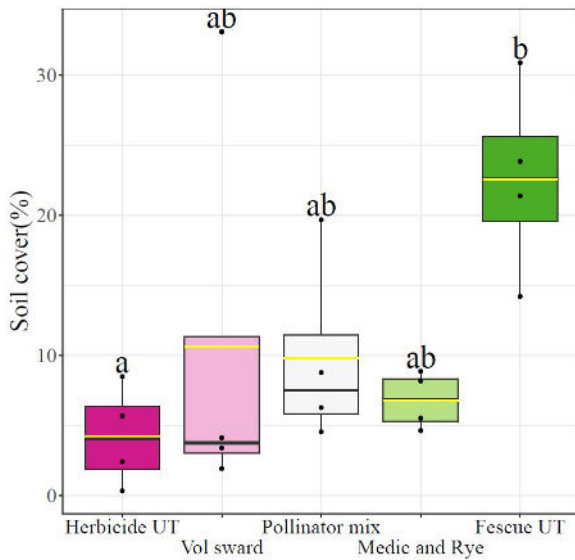 Soil cover(%)
30
20
10
0
a
ab
ab
ab
b
Herbicide UT
Vol sward
Pollinator mix
Medic and Rye
Fescue UT